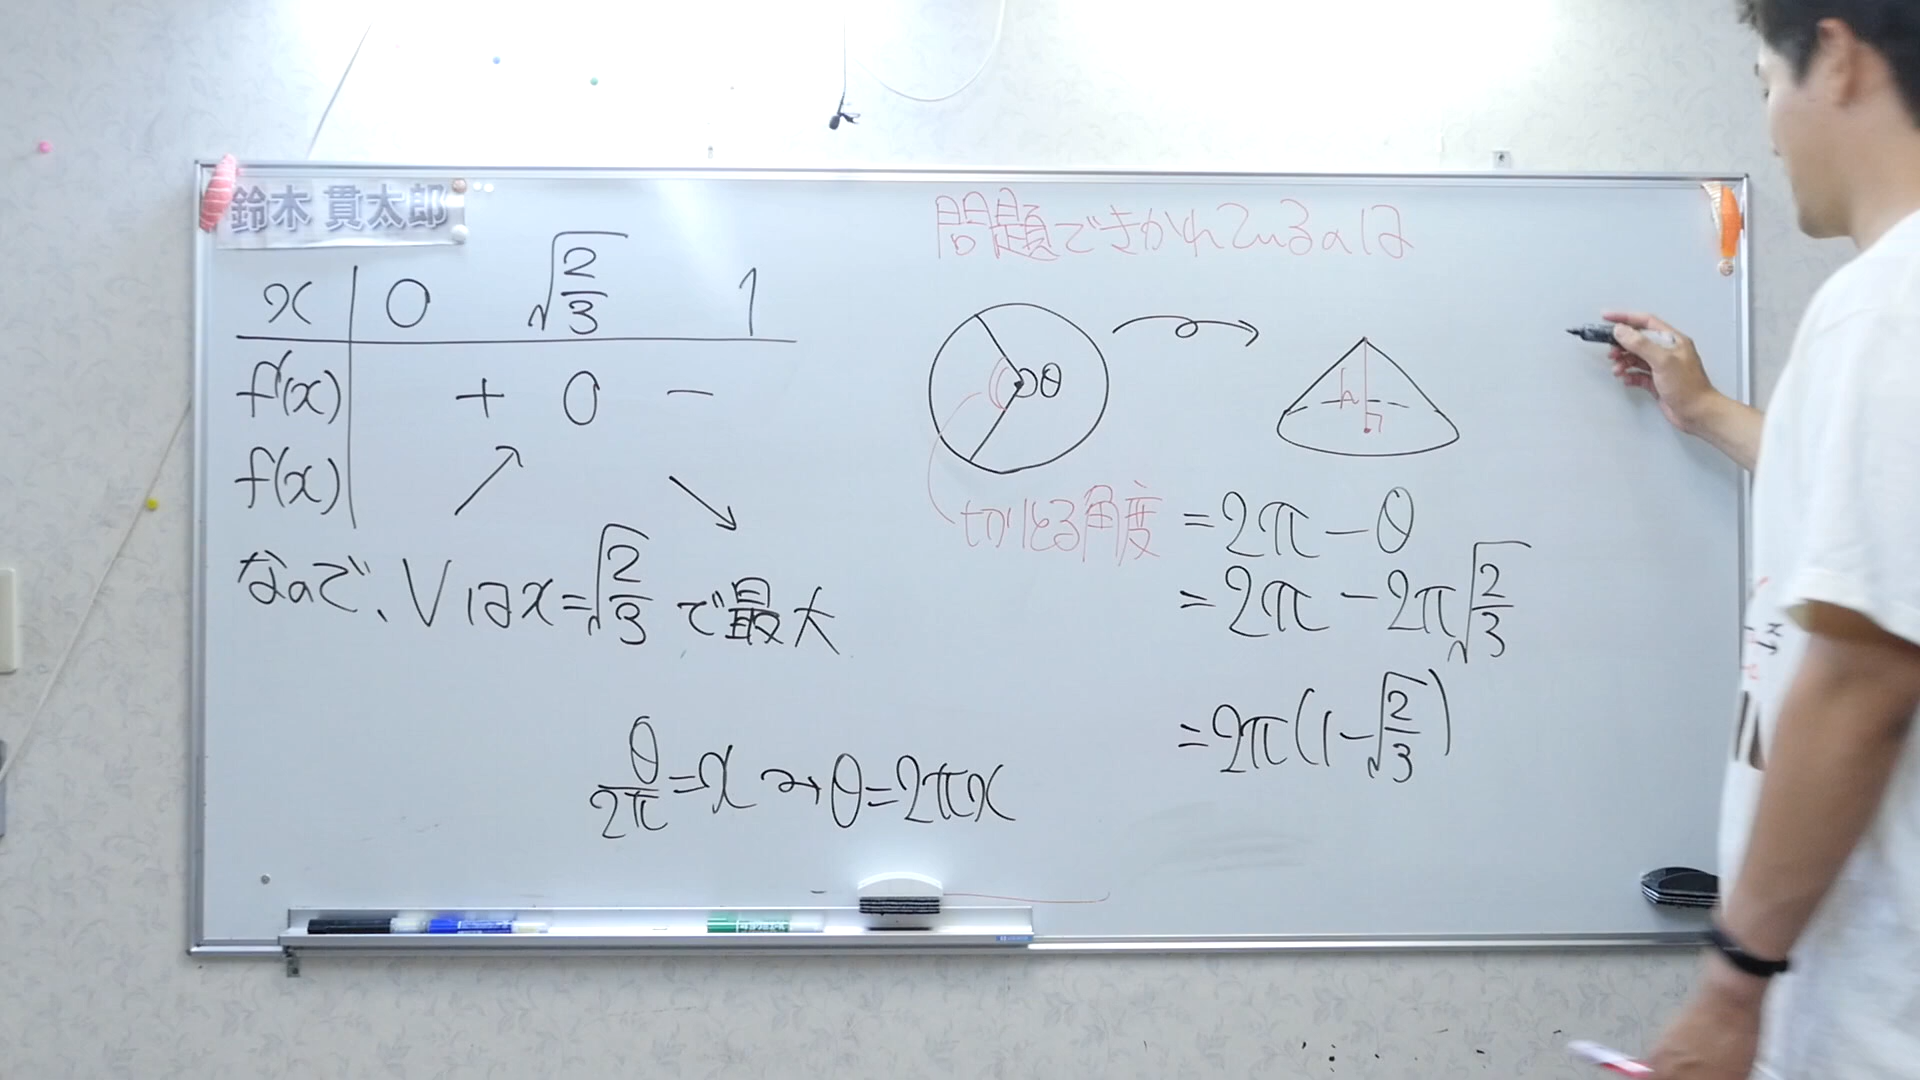 鈴木 貫太郎
x 0 √(2/3) 1
f'(x) + 0 −
f(x) ↗ ↘
なので、Vはx=√(2/3)で最大
θ/2π=x → θ=2πx
問題できかれているのは
θ
h
切りとる角度 =2π−θ
=2π−2π√(2/3)
=2π(1−√(2/3))